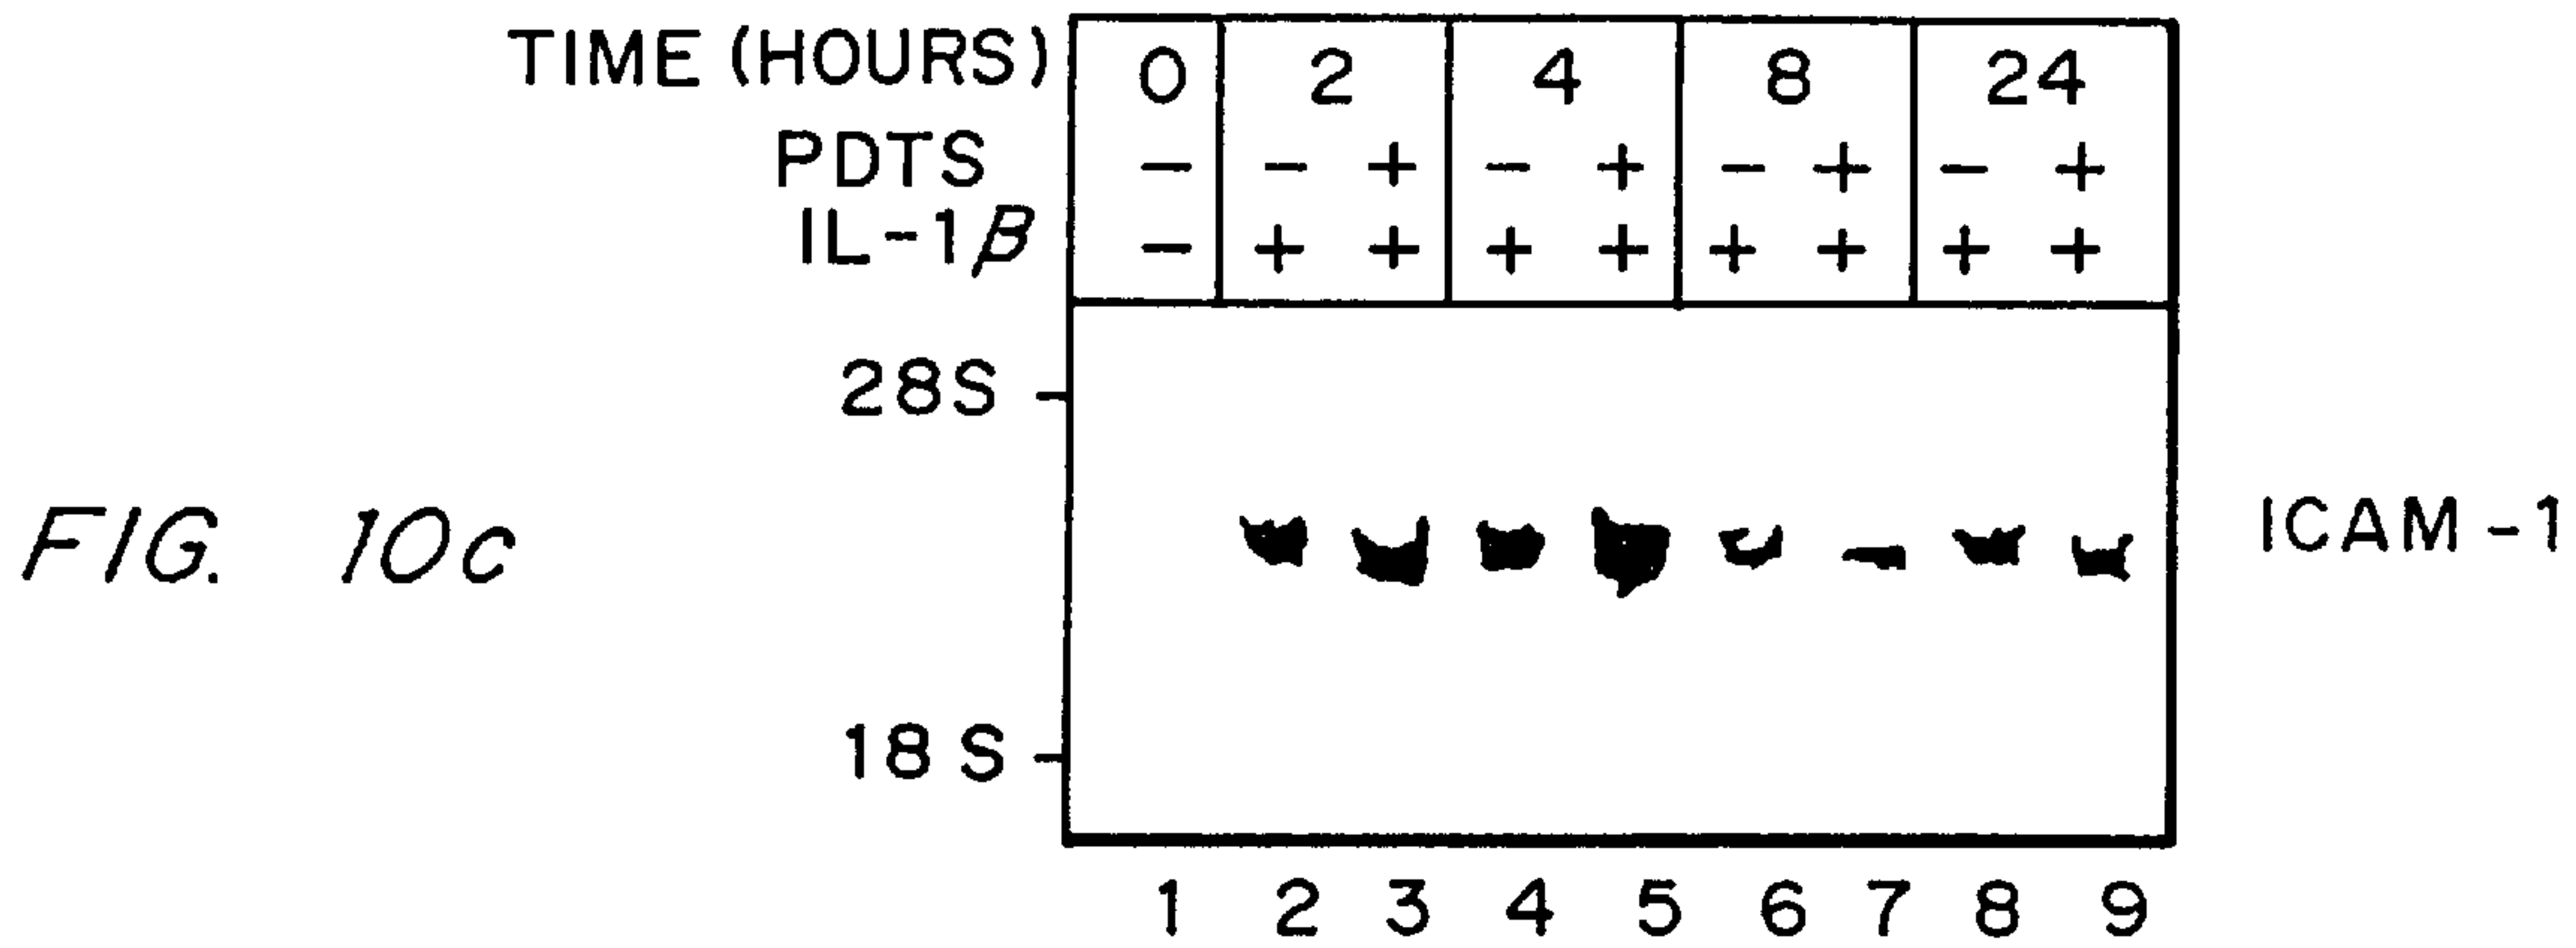 TIME (HOURS) 0 2 4 8 24
PDTS - - + - + - + - +
IL-1β - + + + + + + + +
28S
FIG. 10c
ICAM-1
18S
1 2 3 4 5 6 7 8 9